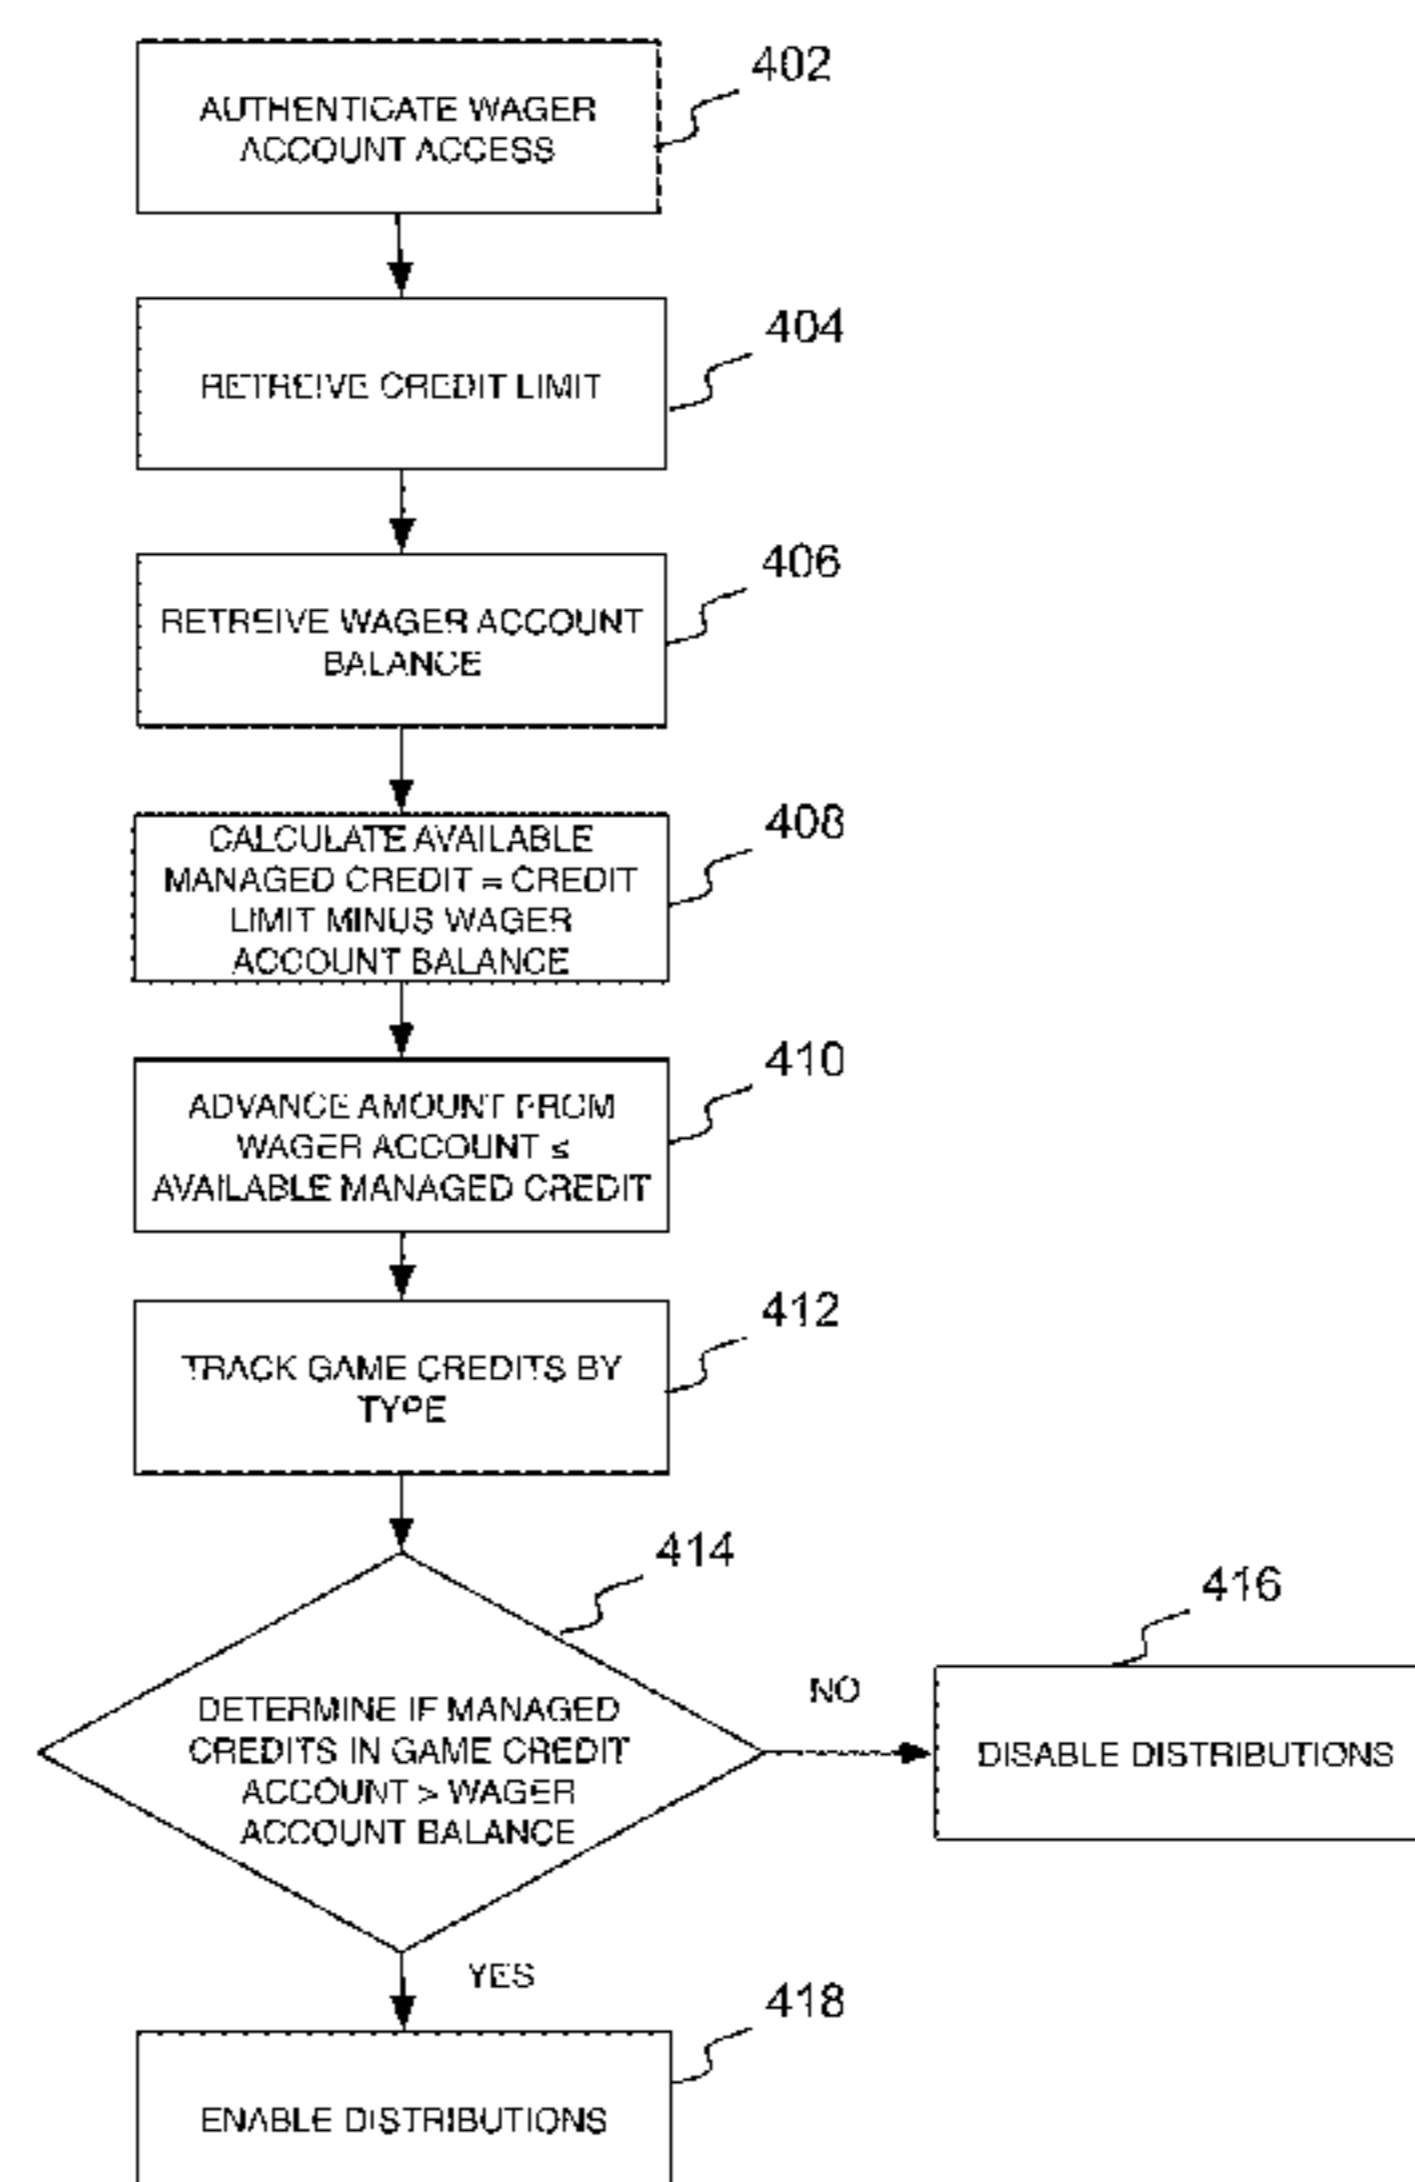 AUTHENTICATE WAGER
ACCOUNT ACCESS
402
RETREIVE CREDIT LIMIT
404
RETREIVE WAGER ACCOUNT
BALANCE
406
CALCULATE AVAILABLE
MANAGED CREDIT = CREDIT
LIMIT MINUS WAGER
ACCOUNT BALANCE
408
ADVANCE AMOUNT FROM
WAGER ACCOUNT ≤
AVAILABLE MANAGED CREDIT
410
TRACK GAME CREDITS BY
TYPE
412
414
DETERMINE IF MANAGED
CREDITS IN GAME CREDIT
ACCOUNT > WAGER
ACCOUNT BALANCE
NO
416
DISABLE DISTRIBUTIONS
YES
418
ENABLE DISTRIBUTIONS